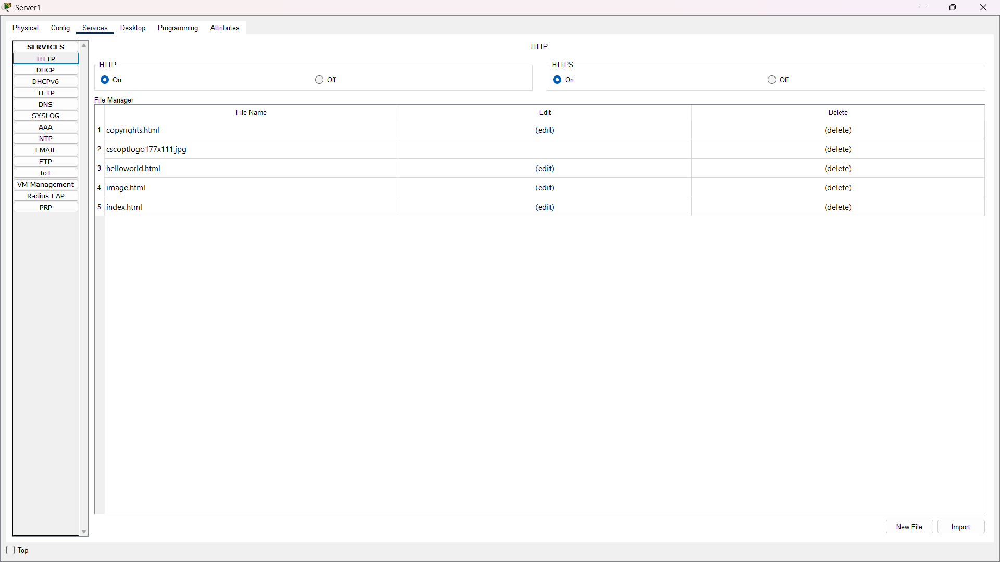 Server1
Physical Config Services Desktop Programming Attributes
SERVICES
HTTP
DHCP
DHCPv6
TFTP
DNS
SYSLOG
AAA
NTP
EMAIL
FTP
IoT
VM Management
Radius EAP
PRP
HTTP
HTTP
On Off
HTTPS
On Off
File Manager
File Name Edit Delete
1 copyrights.html (edit) (delete)
2 cscoptlogo177x111.jpg (delete)
3 helloworld.html (edit) (delete)
4 image.html (edit) (delete)
5 index.html (edit) (delete)
New File Import
Top